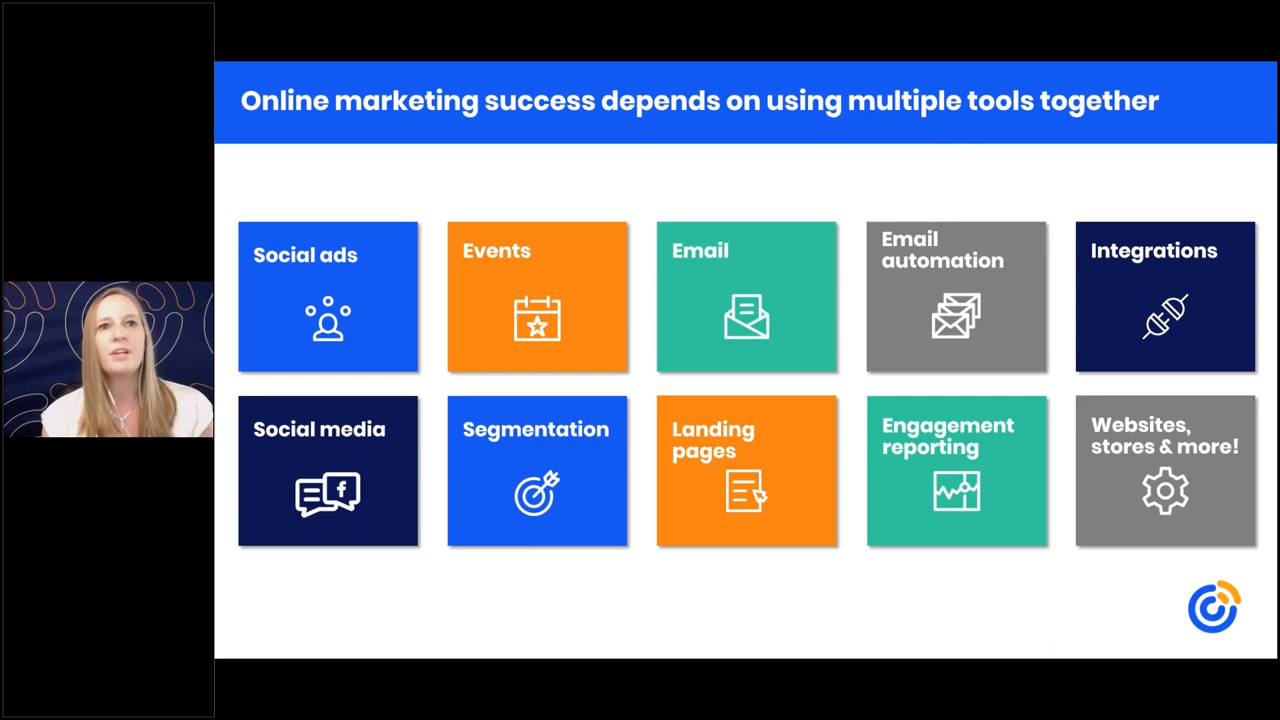 Online marketing success depends on using multiple tools together
Social ads
Events
Email
Email
automation
Integrations
Social media
Segmentation
Landing
pages
Engagement
reporting
Websites,
stores & more!